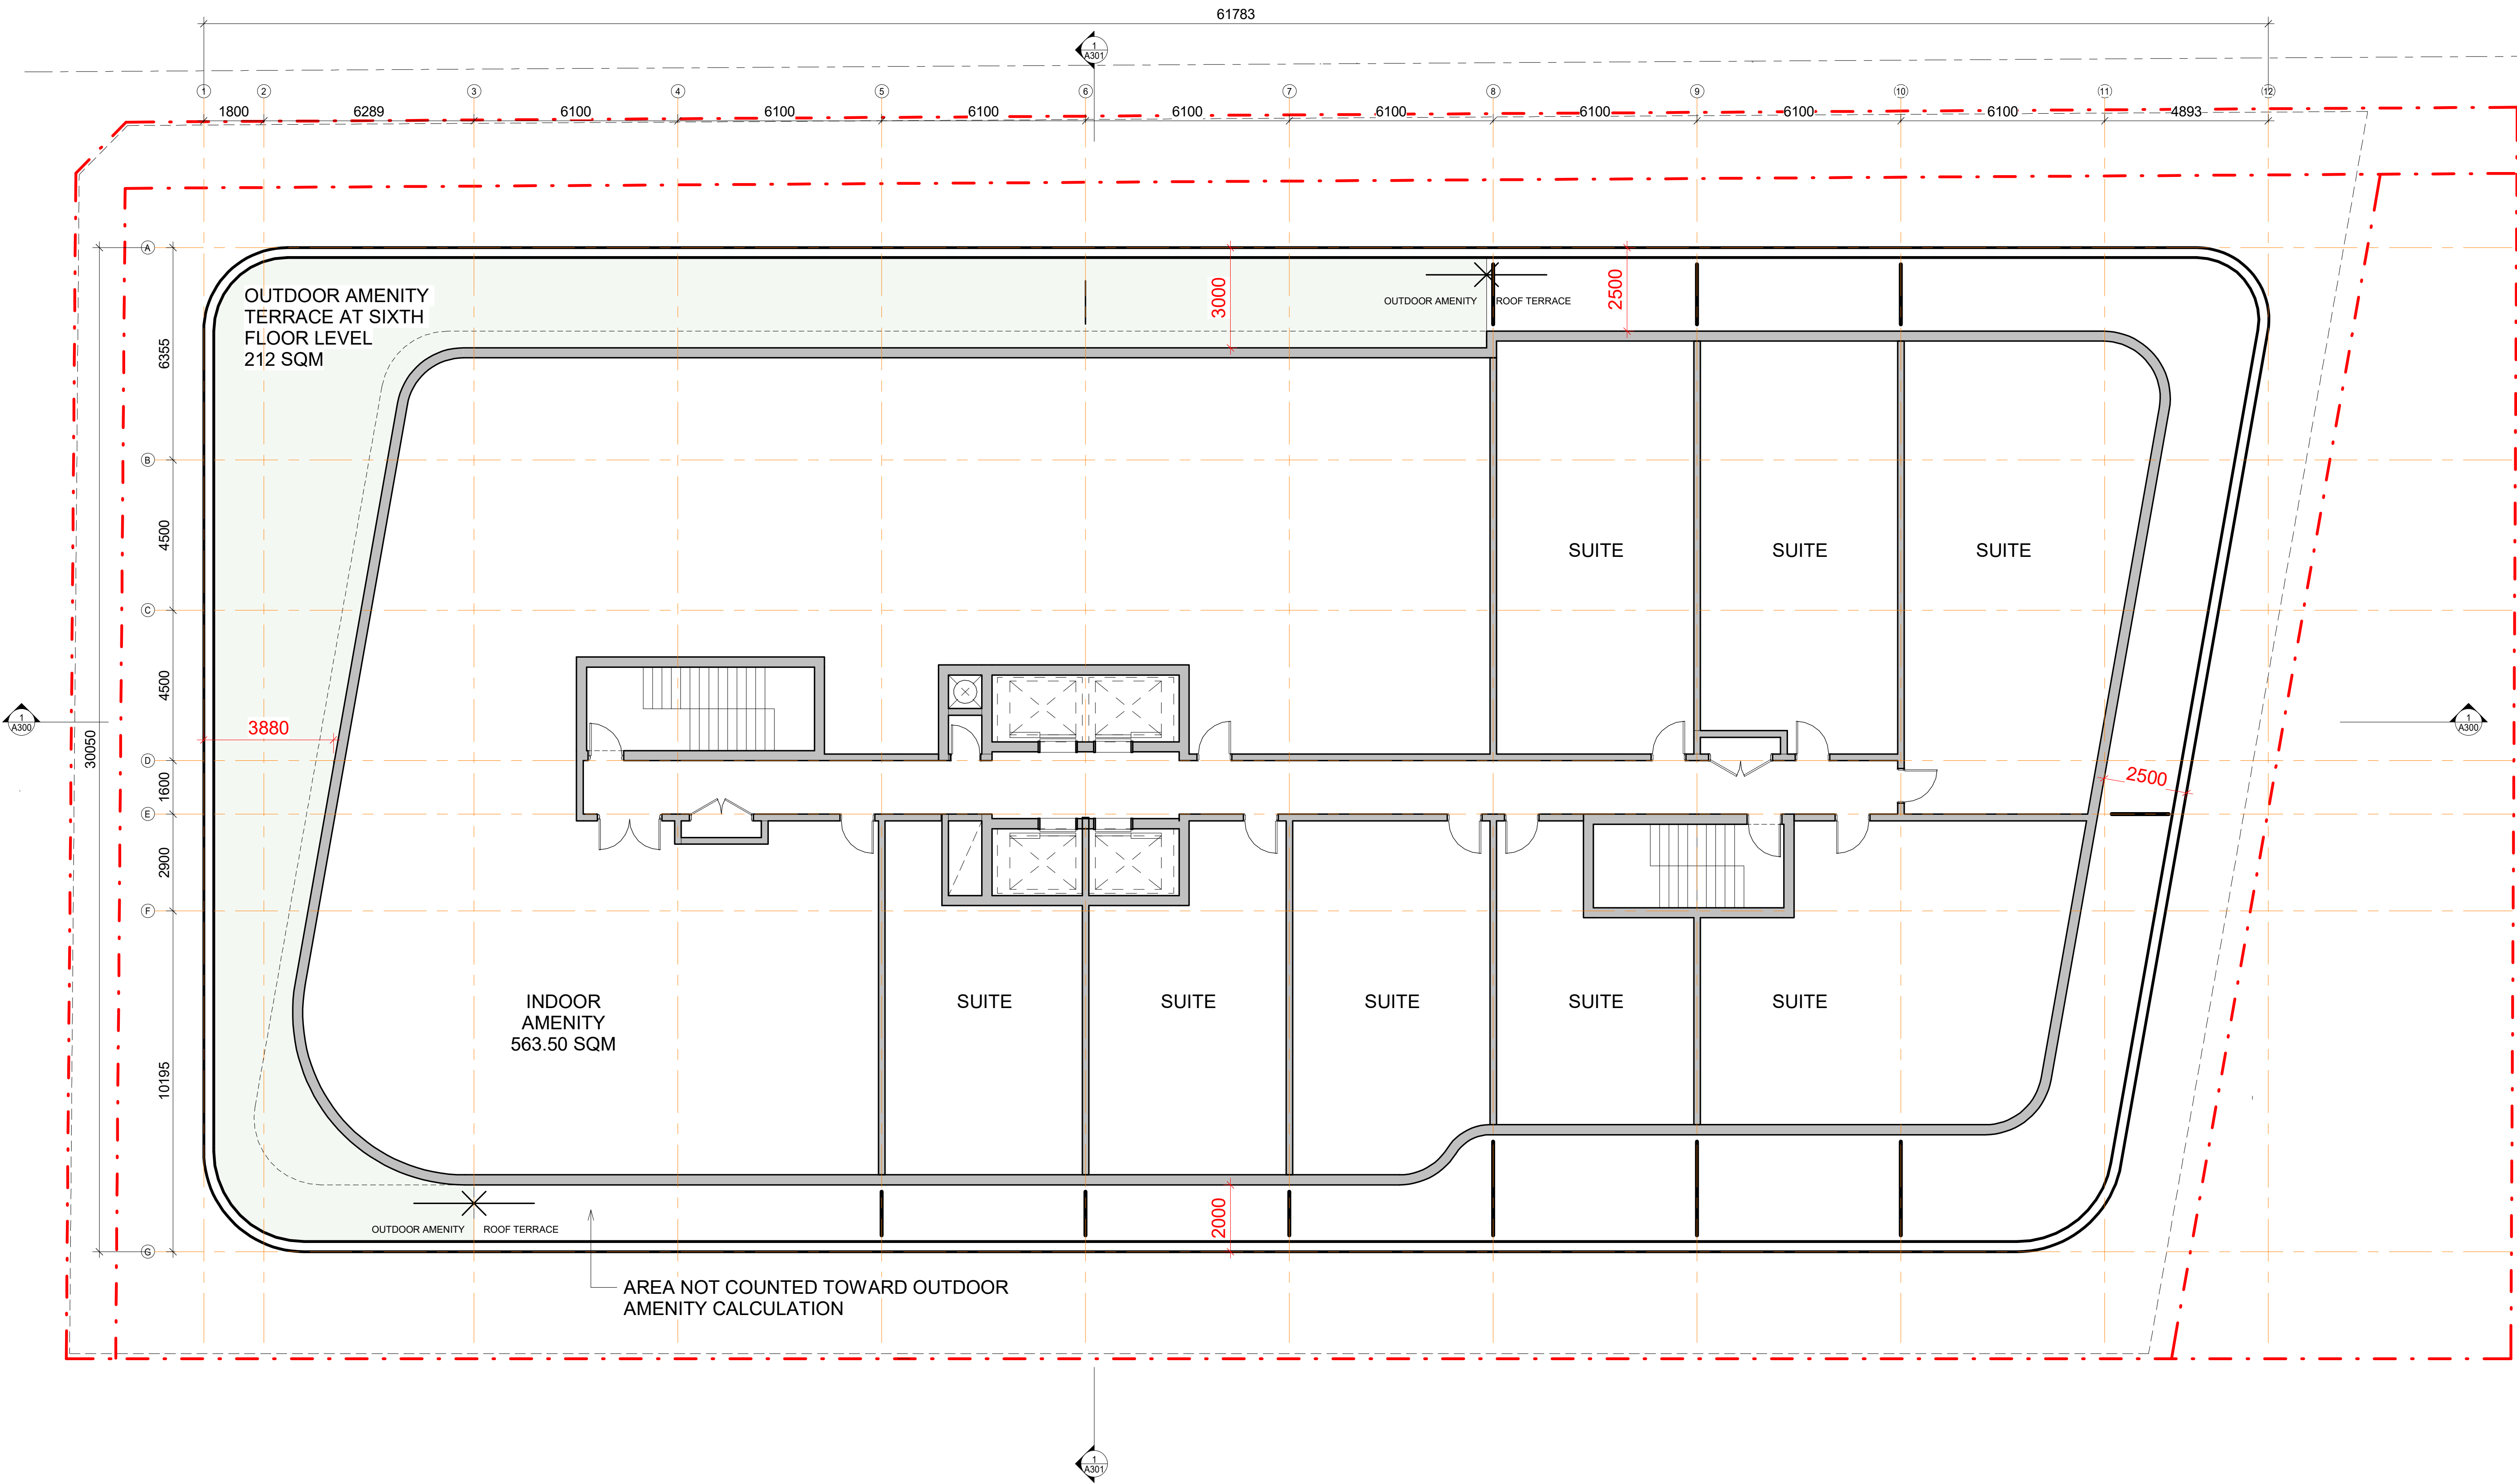 61783
1
A301
1
2
3
4
5
6
7
8
9
10
11
12
1800
6289
6100
6100
6100
6100
6100
6100
6100
6100
4893
A
B
C
D
E
F
G
6355
4500
4500
1600
2900
10195
30050
OUTDOOR AMENITY
TERRACE AT SIXTH
FLOOR LEVEL
212 SQM
3000
2500
OUTDOOR AMENITY
ROOF TERRACE
SUITE
SUITE
SUITE
1
A300
3880
1
A300
2500
INDOOR
AMENITY
563.50 SQM
SUITE
SUITE
SUITE
SUITE
SUITE
2000
OUTDOOR AMENITY
ROOF TERRACE
AREA NOT COUNTED TOWARD OUTDOOR
AMENITY CALCULATION
1
A301